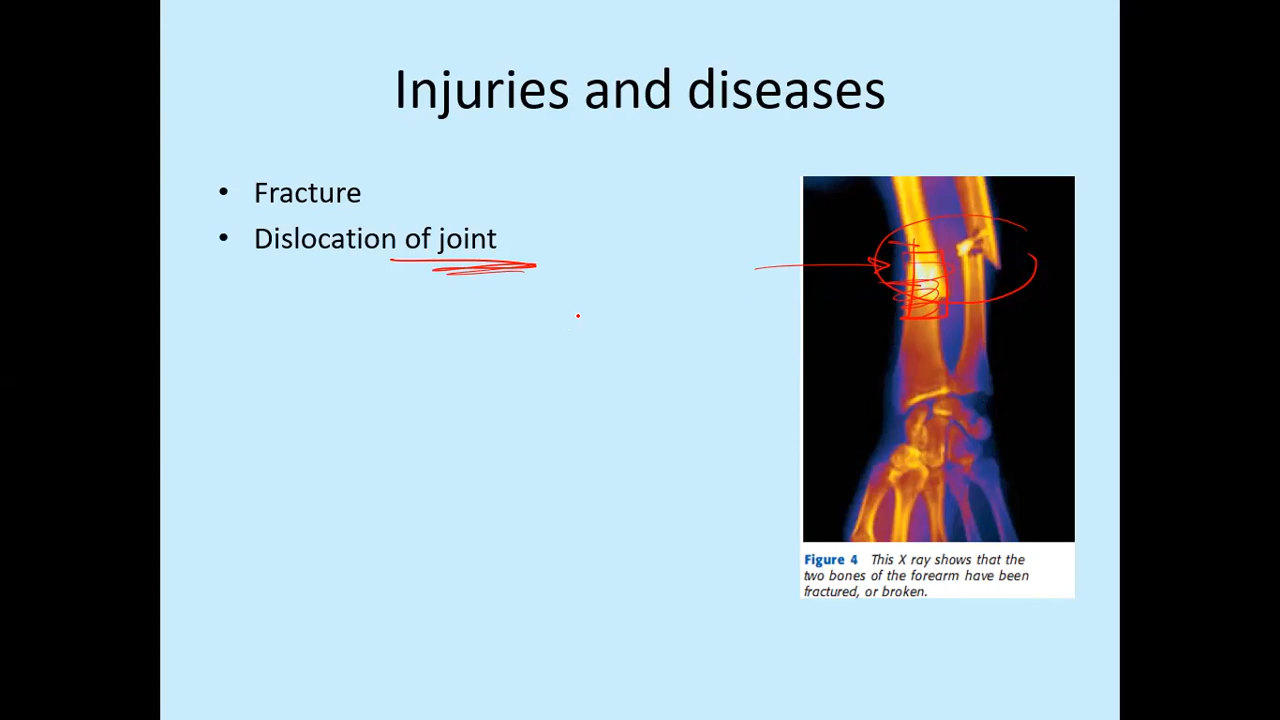 Injuries and diseases
• Fracture
• Dislocation of joint
Figure 4 This X ray shows that the
two bones of the forearm have been
fractured, or broken.